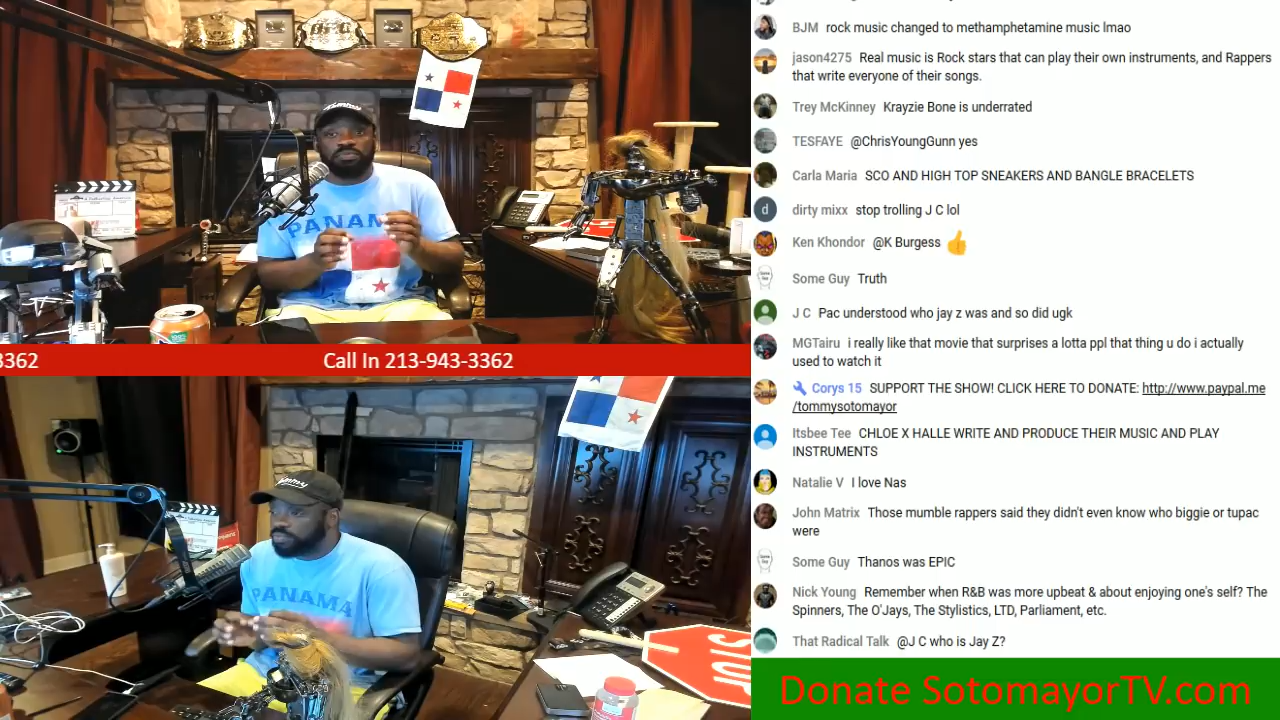 Tommy
PANAMA
3362
Call In 213-943-3362
Tommy
PANAMA
STOP
BJM rock music changed to methamphetamine music lmao
jason4275 Real music is Rock stars that can play their own instruments, and Rappers
that write everyone of their songs.
Trey McKinney Krayzie Bone is underrated
TESFAYE @ChrisYoungGunn yes
Carla Maria SCO AND HIGH TOP SNEAKERS AND BANGLE BRACELETS
d
dirty mixx stop trolling J C lol
Ken Khondor @K Burgess 👍
Some Guy Truth
J C Pac understood who jay z was and so did ugk
MGTairu i really like that movie that surprises a lotta ppl that thing u do i actually
used to watch it
Corys 15 SUPPORT THE SHOW! CLICK HERE TO DONATE: http://www.paypal.me
/tommysotomayor
Itsbee Tee CHLOE X HALLE WRITE AND PRODUCE THEIR MUSIC AND PLAY
INSTRUMENTS
Natalie V I love Nas
John Matrix Those mumble rappers said they didn't even know who biggie or tupac
were
Some Guy Thanos was EPIC
Nick Young Remember when R&B was more upbeat & about enjoying one's self? The
Spinners, The O'Jays, The Stylistics, LTD, Parliament, etc.
That Radical Talk @J C who is Jay Z?
Donate SotomayorTV.com